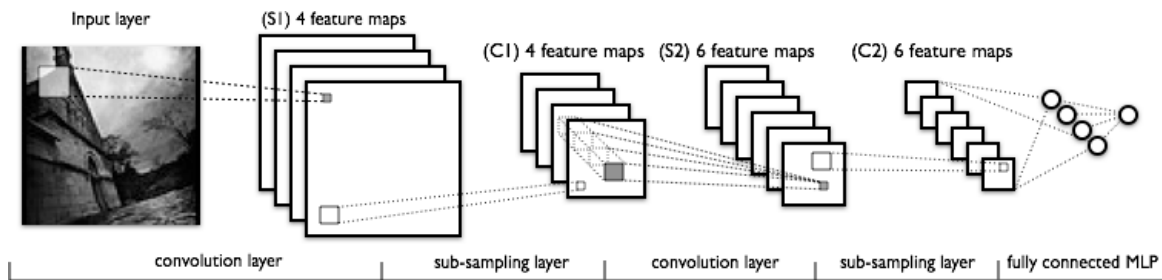 Input layer
(S1) 4 feature maps
(C1) 4 feature maps
(S2) 6 feature maps
(C2) 6 feature maps
convolution layer
sub-sampling layer
convolution layer
sub-sampling layer
fully connected MLP